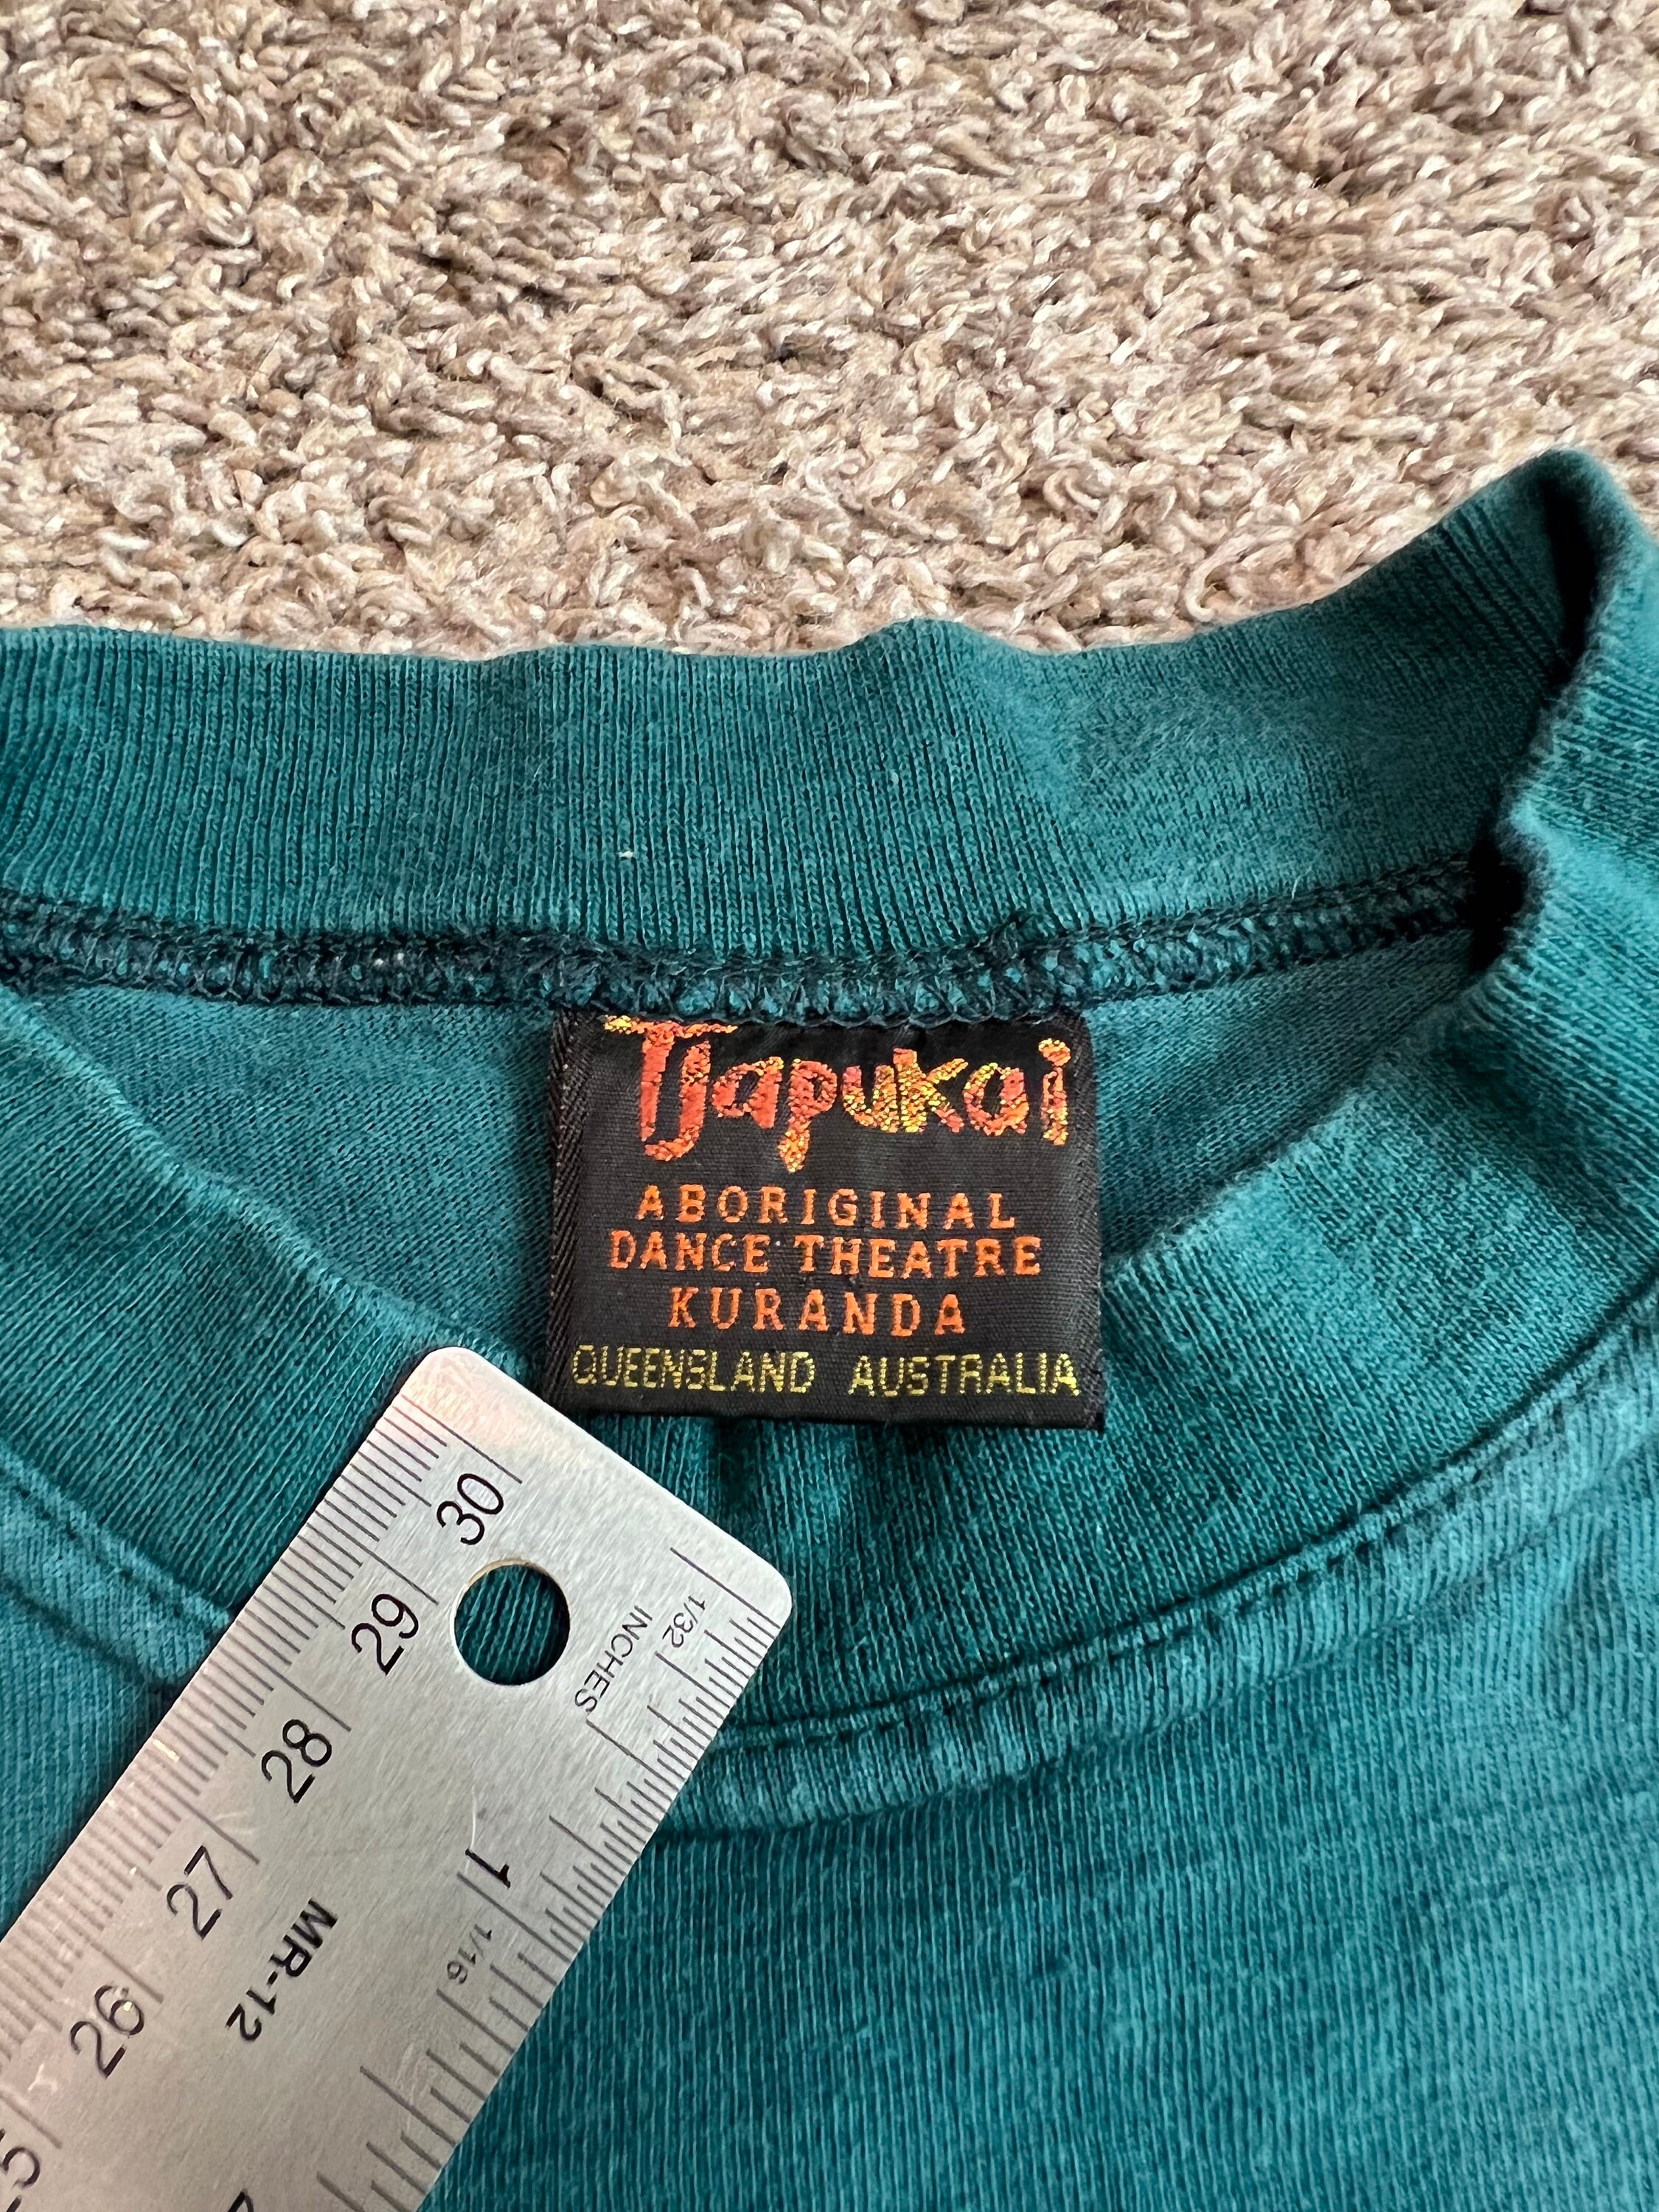 Tjapukai
ABORIGINAL
DANCE THEATRE
KURANDA
QUEENSLAND AUSTRALIA
30
29
28
27
26
1/32
INCHES
1
1/16
MR-12